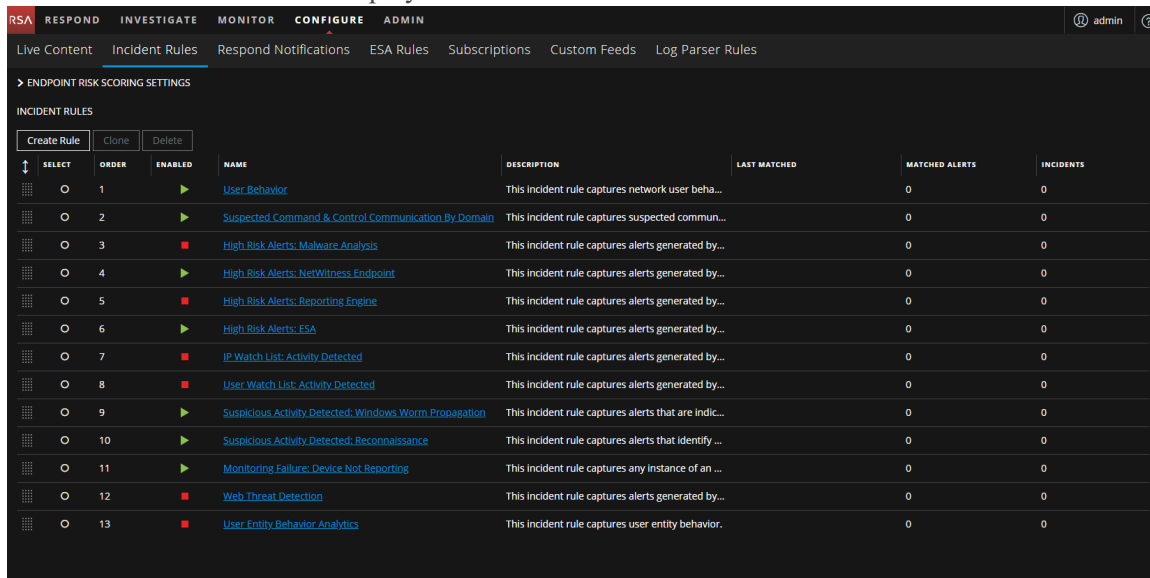 RSA RESPOND INVESTIGATE MONITOR CONFIGURE ADMIN admin
Live Content Incident Rules Respond Notifications ESA Rules Subscriptions Custom Feeds Log Parser Rules
ENDPOINT RISK SCORING SETTINGS
INCIDENT RULES
Create Rule Clone Delete
SELECT ORDER ENABLED NAME DESCRIPTION LAST MATCHED MATCHED ALERTS INCIDENTS
1 User Behavior This incident rule captures network user beha... 0 0
2 Suspected Command & Control Communication By Domain This incident rule captures suspected commun... 0 0
3 High Risk Alerts: Malware Analysis This incident rule captures alerts generated by... 0 0
4 High Risk Alerts: NetWitness Endpoint This incident rule captures alerts generated by... 0 0
5 High Risk Alerts: Reporting Engine This incident rule captures alerts generated by... 0 0
6 High Risk Alerts: ESA This incident rule captures alerts generated by... 0 0
7 IP Watch List: Activity Detected This incident rule captures alerts generated by... 0 0
8 User Watch List: Activity Detected This incident rule captures alerts generated by... 0 0
9 Suspicious Activity Detected: Windows Worm Propagation This incident rule captures alerts that are indic... 0 0
10 Suspicious Activity Detected: Reconnaissance This incident rule captures alerts that identify ... 0 0
11 Monitoring Failure: Device Not Reporting This incident rule captures any instance of an ... 0 0
12 Web Threat Detection This incident rule captures alerts generated by... 0 0
13 User Entity Behavior Analytics This incident rule captures user entity behavior. 0 0